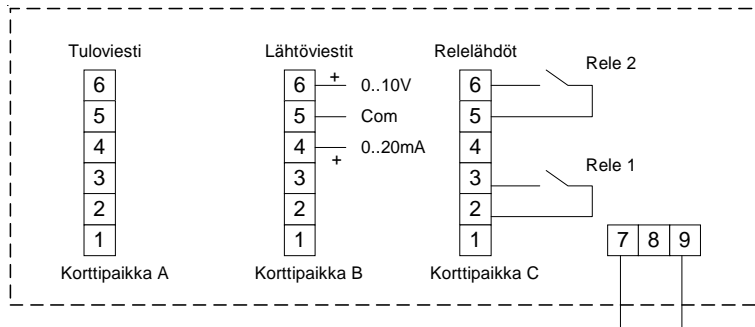 Tuloviesti
Lähtöviestit
Relelähdöt
6
5
4
3
2
1
Korttipaikka A
6
5
4
3
2
1
+
0..10V
Com
0..20mA
+
Korttipaikka B
6
5
4
3
2
1
Rele 2
Rele 1
Korttipaikka C
7 8 9